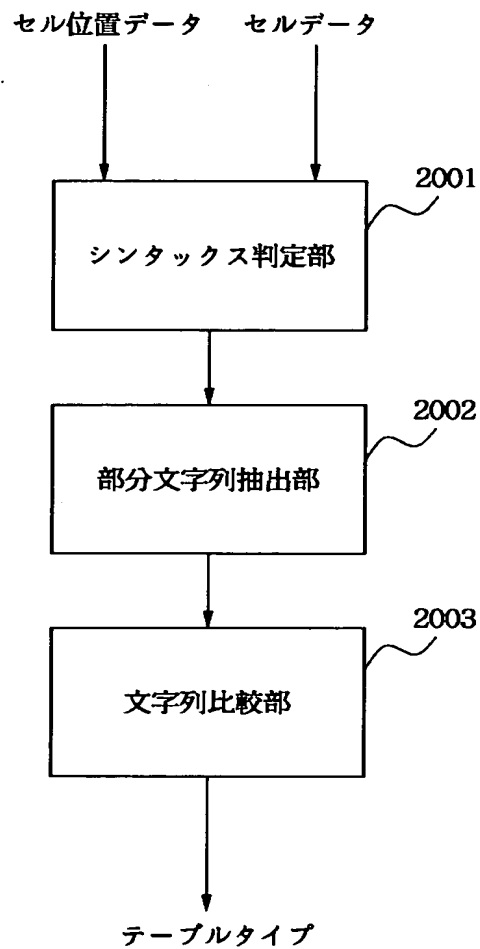 セル位置データ セルデータ
2001
シンタックス判定部
2002
部分文字列抽出部
2003
文字列比較部
テーブルタイプ